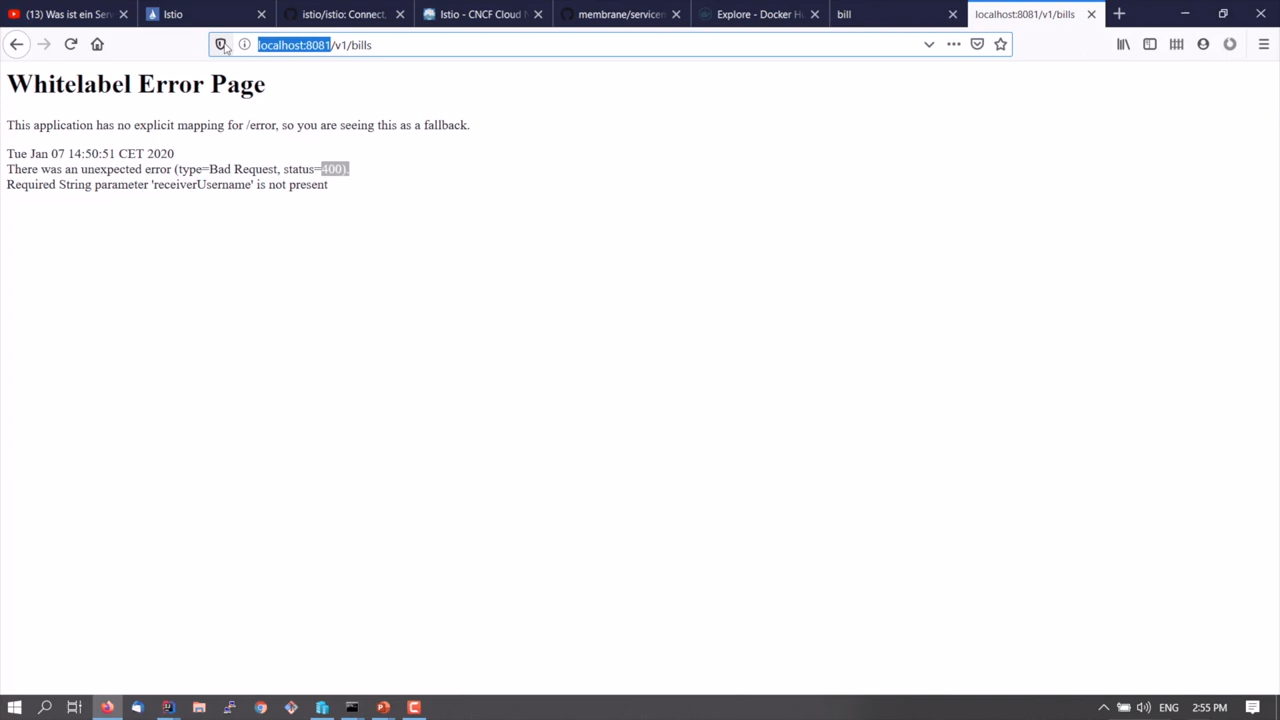 (13) Was ist ein Serv
Istio
istio/istio: Connect,
Istio - CNCF Cloud N
membrane/servicem
Explore - Docker Hu
bill
localhost:8081/v1/bills
localhost:8081/v1/bills
Whitelabel Error Page
This application has no explicit mapping for /error, so you are seeing this as a fallback.
Tue Jan 07 14:50:51 CET 2020
There was an unexpected error (type=Bad Request, status=400).
Required String parameter 'receiverUsername' is not present
ENG
2:55 PM